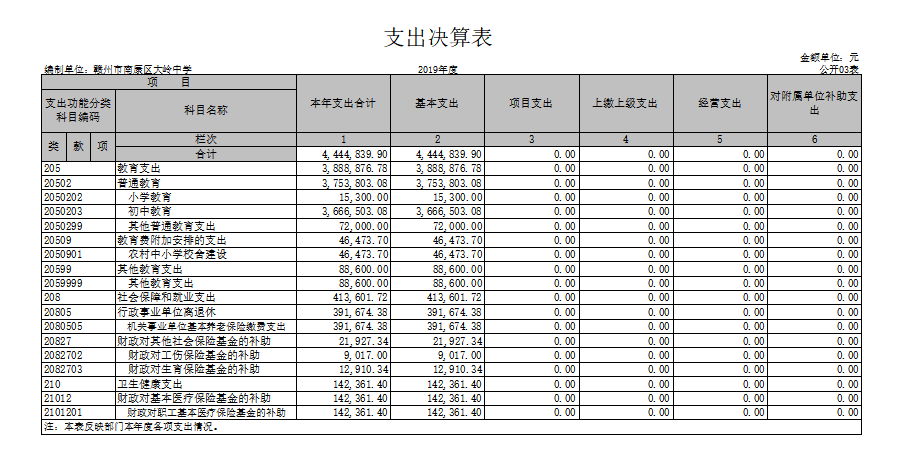 支出决算表
金额单位：元
编制单位：赣州市南康区大岭中学 2019年度 公开03表
项 目 本年支出合计 基本支出 项目支出 上缴上级支出 经营支出 对附属单位补助支出
支出功能分类科目编码 科目名称
类 款 项 栏次 1 2 3 4 5 6
合计 4,444,839.90 4,444,839.90 0.00 0.00 0.00 0.00
205 教育支出 3,888,876.78 3,888,876.78 0.00 0.00 0.00 0.00
20502 普通教育 3,753,803.08 3,753,803.08 0.00 0.00 0.00 0.00
2050202 小学教育 15,300.00 15,300.00 0.00 0.00 0.00 0.00
2050203 初中教育 3,666,503.08 3,666,503.08 0.00 0.00 0.00 0.00
2050299 其他普通教育支出 72,000.00 72,000.00 0.00 0.00 0.00 0.00
20509 教育费附加安排的支出 46,473.70 46,473.70 0.00 0.00 0.00 0.00
2050901 农村中小学校舍建设 46,473.70 46,473.70 0.00 0.00 0.00 0.00
20599 其他教育支出 88,600.00 88,600.00 0.00 0.00 0.00 0.00
2059999 其他教育支出 88,600.00 88,600.00 0.00 0.00 0.00 0.00
208 社会保障和就业支出 413,601.72 413,601.72 0.00 0.00 0.00 0.00
20805 行政事业单位离退休 391,674.38 391,674.38 0.00 0.00 0.00 0.00
2080505 机关事业单位基本养老保险缴费支出 391,674.38 391,674.38 0.00 0.00 0.00 0.00
20827 财政对其他社会保险基金的补助 21,927.34 21,927.34 0.00 0.00 0.00 0.00
2082702 财政对工伤保险基金的补助 9,017.00 9,017.00 0.00 0.00 0.00 0.00
2082703 财政对生育保险基金的补助 12,910.34 12,910.34 0.00 0.00 0.00 0.00
210 卫生健康支出 142,361.40 142,361.40 0.00 0.00 0.00 0.00
21012 财政对基本医疗保险基金的补助 142,361.40 142,361.40 0.00 0.00 0.00 0.00
2101201 财政对职工基本医疗保险基金的补助 142,361.40 142,361.40 0.00 0.00 0.00 0.00
注：本表反映部门本年度各项支出情况。